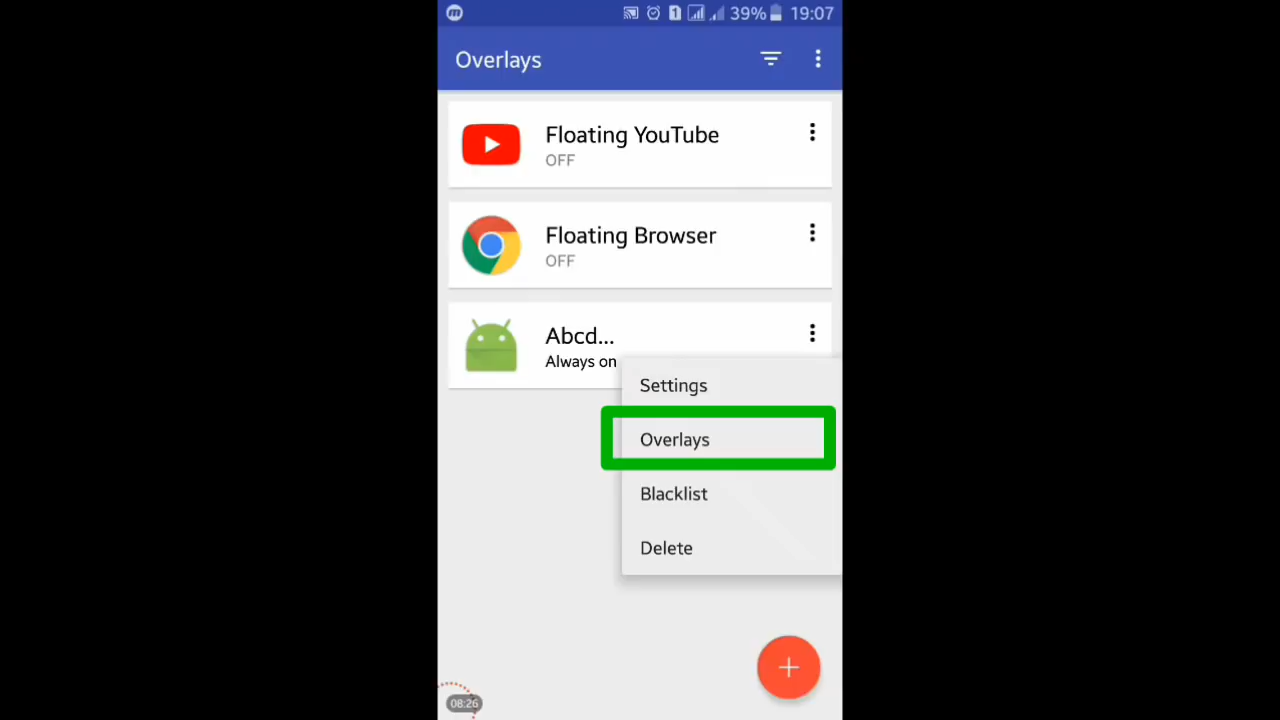 39% 19:07
Overlays
Floating YouTube
OFF
Floating Browser
OFF
Abcd...
Always on
Settings
Overlays
Blacklist
Delete
08:26